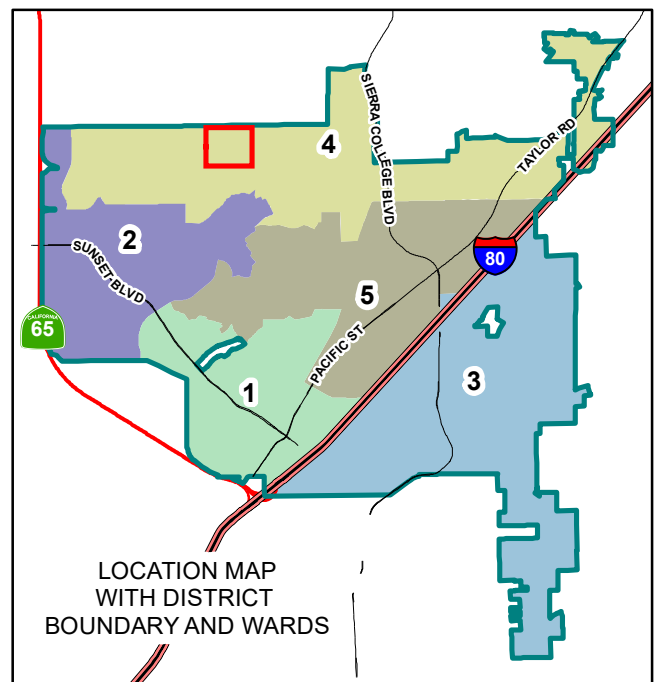 SIERRA COLLEGE BLVD
TAYLOR RD
4
2
SUNSET BLVD
80
5
CALIFORNIA
65
PACIFIC ST
3
1
LOCATION MAP
WITH DISTRICT
BOUNDARY AND WARDS